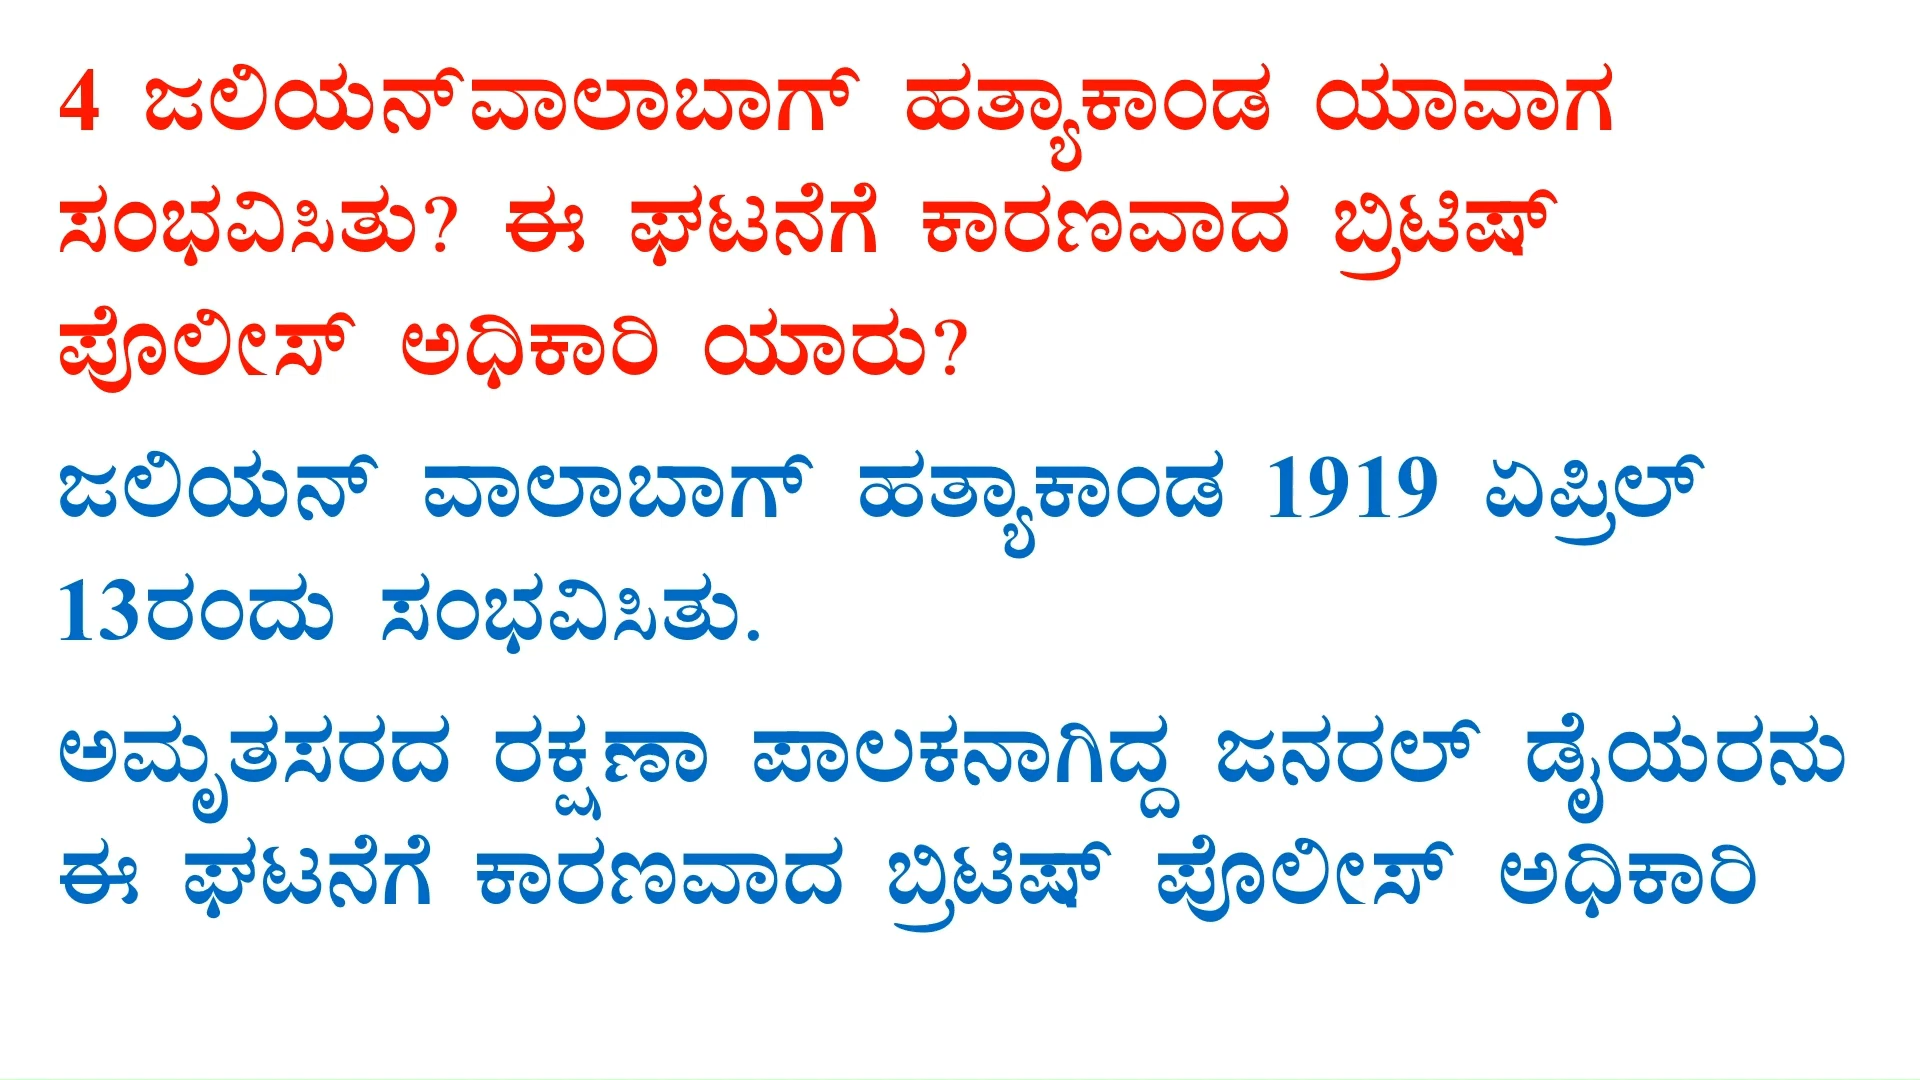 4 ಜಲಿಯನ್‌ವಾಲಾಬಾಗ್ ಹತ್ಯಾಕಾಂಡ ಯಾವಾಗ
ಸಂಭವಿಸಿತು? ಈ ಘಟನೆಗೆ ಕಾರಣವಾದ ಬ್ರಿಟಿಷ್
ಪೊಲೀಸ್ ಅಧಿಕಾರಿ ಯಾರು?
ಜಲಿಯನ್ ವಾಲಾಬಾಗ್ ಹತ್ಯಾಕಾಂಡ 1919 ಏಪ್ರಿಲ್
13ರಂದು ಸಂಭವಿಸಿತು.
ಅಮೃತಸರದ ರಕ್ಷಣಾ ಪಾಲಕನಾಗಿದ್ದ ಜನರಲ್ ಡೈಯರನು
ಈ ಘಟನೆಗೆ ಕಾರಣವಾದ ಬ್ರಿಟಿಷ್ ಪೊಲೀಸ್ ಅಧಿಕಾರಿ